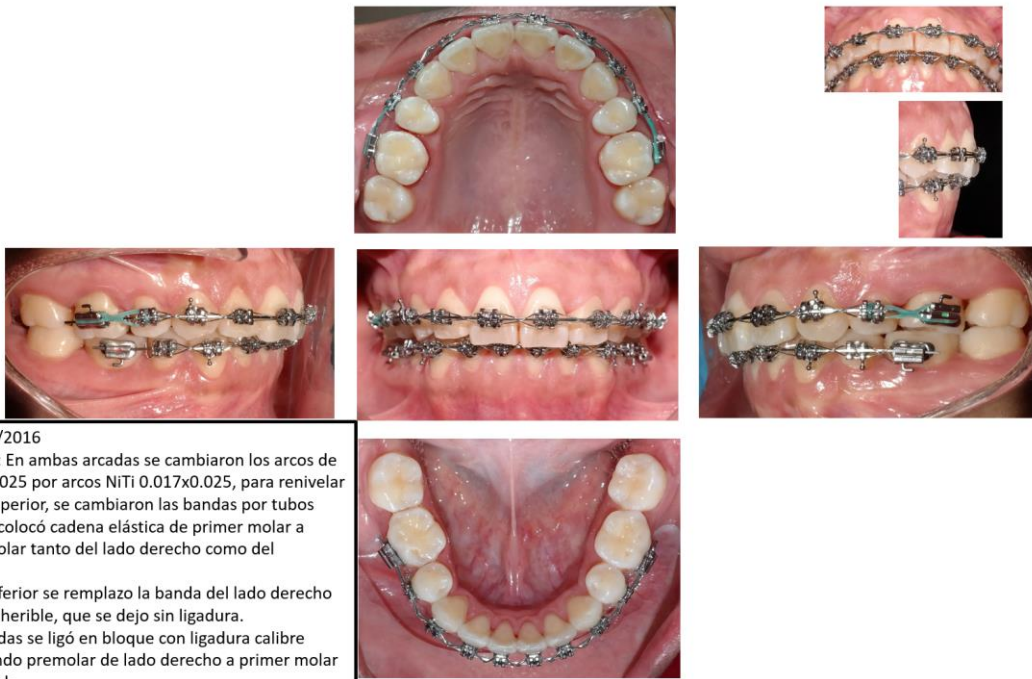 /2016
: En ambas arcadas se cambiaron los arcos de
025 por arcos NiTi 0.017x0.025, para renivelar
perior, se cambiaron las bandas por tubos
colocó cadena elástica de primer molar a
olar tanto del lado derecho como del
ferior se remplazo la banda del lado derecho
herible, que se dejo sin ligadura.
das se ligó en bloque con ligadura calibre
ndo premolar de lado derecho a primer molar